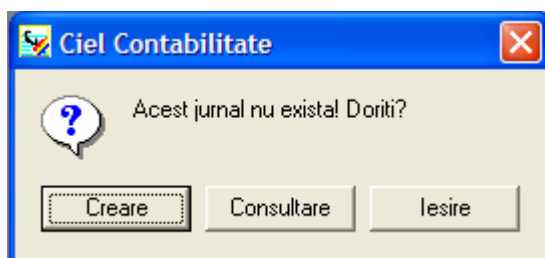 Ciel Contabilitate
Acest jurnal nu exista! Doriti?
Creare Consultare Iesire